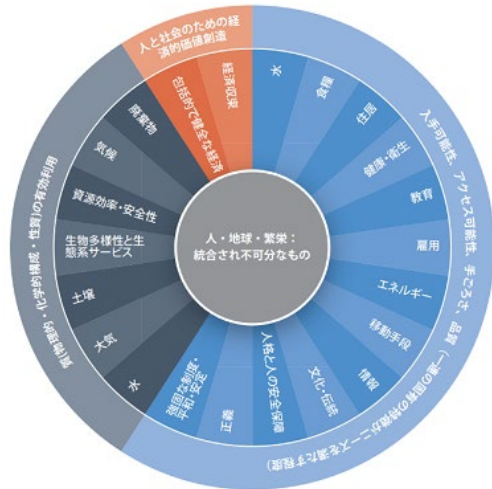 人と社会のための経
済的価値創造
包括的で健全な経済
経済収束
水
食糧
住居
健康・衛生
教育
雇用
エネルギー
移動手段
情報
文化・伝統
人格と人の安全保障
正義
強固な制度・
平和・安定
入手可能性、アクセス可能性、手ごろさ、品質（一連の固有の特徴がニーズを満たす程度）
質(物理的・化学的構成・性質)の有効利用
廃棄物
気候
資源効率・安全性
生物多様性と生
態系サービス
土壌
大気
水
人・地球・繁栄：
統合され不可分なもの